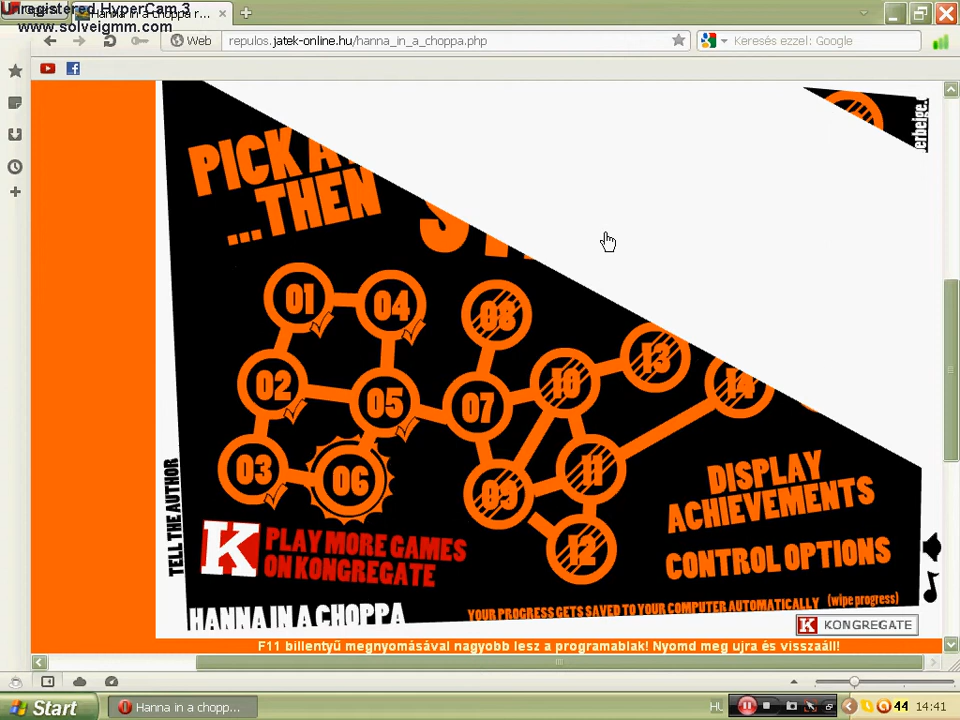 Unregistered HyperCam 3
www.solveigmm.com
Hanna in a choppa r...
Web
repulos.jatek-online.hu/hanna_in_a_choppa.php
Keresés ezzel: Google
PICK A
...THEN
01
04
08
13
02
05
07
10
14
03
06
09
11
12
TELL THE AUTHOR
K PLAY MORE GAMES
ON KONGREGATE
DISPLAY
ACHIEVEMENTS
CONTROL OPTIONS
HANNA IN A CHOPPA
YOUR PROGRESS GETS SAVED TO YOUR COMPUTER AUTOMATICALLY (wipe progress)
K KONGREGATE
F11 billentyű megnyomásával nagyobb lesz a programablak! Nyomd meg ujra és visszaáll!
Start
Hanna in a chopp...
HU
44
14:41